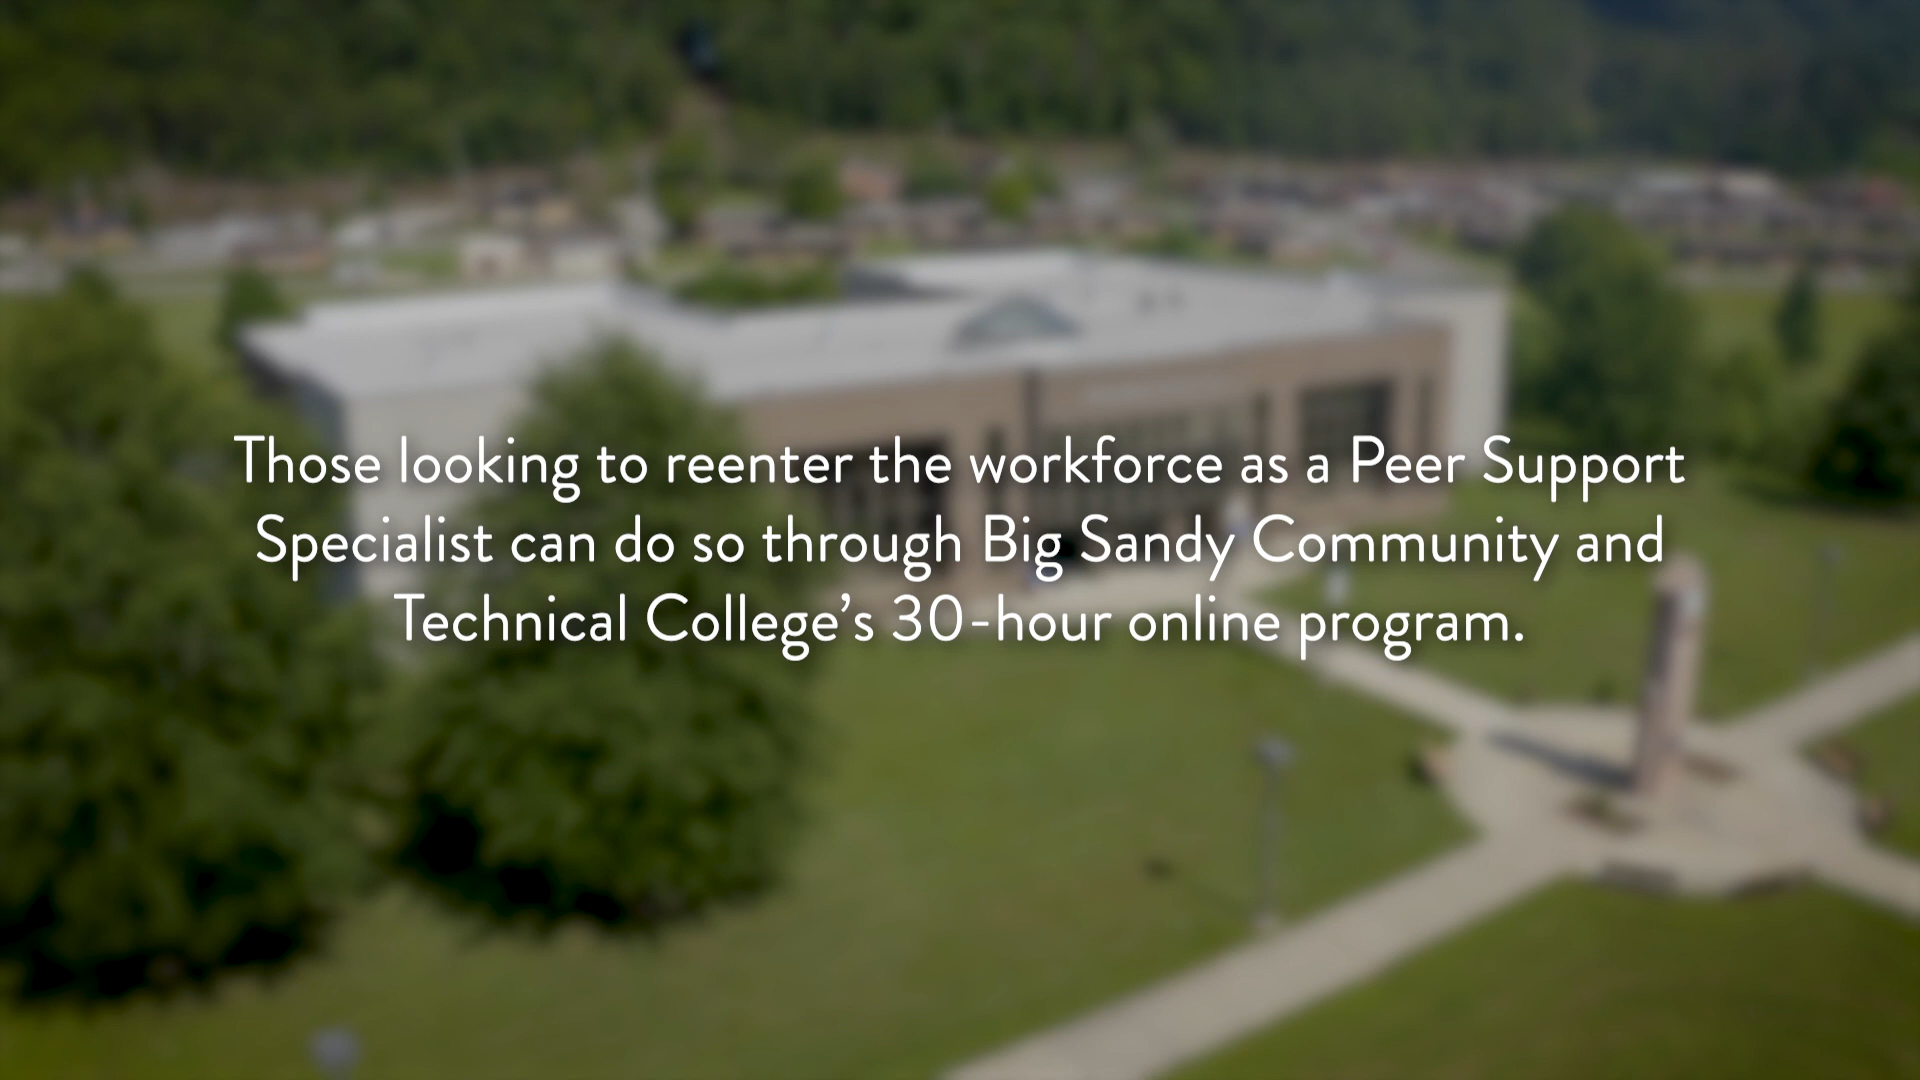 Those looking to reenter the workforce as a Peer Support
Specialist can do so through Big Sandy Community and
Technical College’s 30-hour online program.